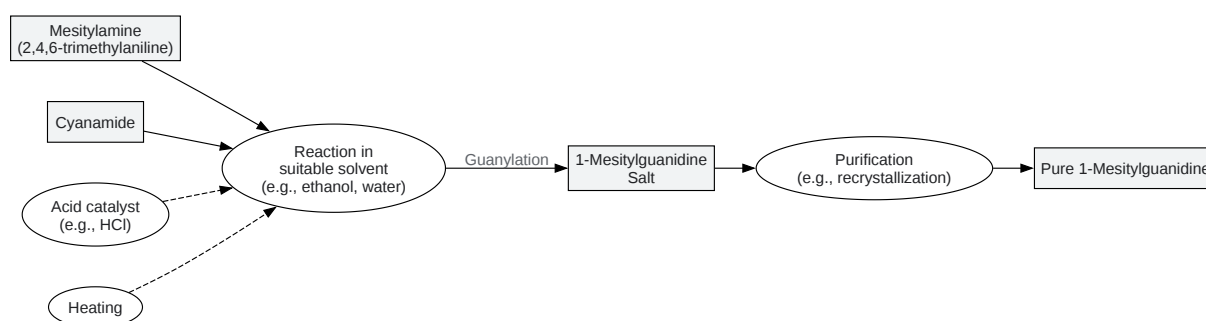 Mesitylamine
(2,4,6-trimethylaniline)
Cyanamide
Acid catalyst
(e.g., HCl)
Heating
Reaction in
suitable solvent
(e.g., ethanol, water)
Guanylation
1-Mesitylguanidine
Salt
Purification
(e.g., recrystallization)
Pure 1-Mesitylguanidine